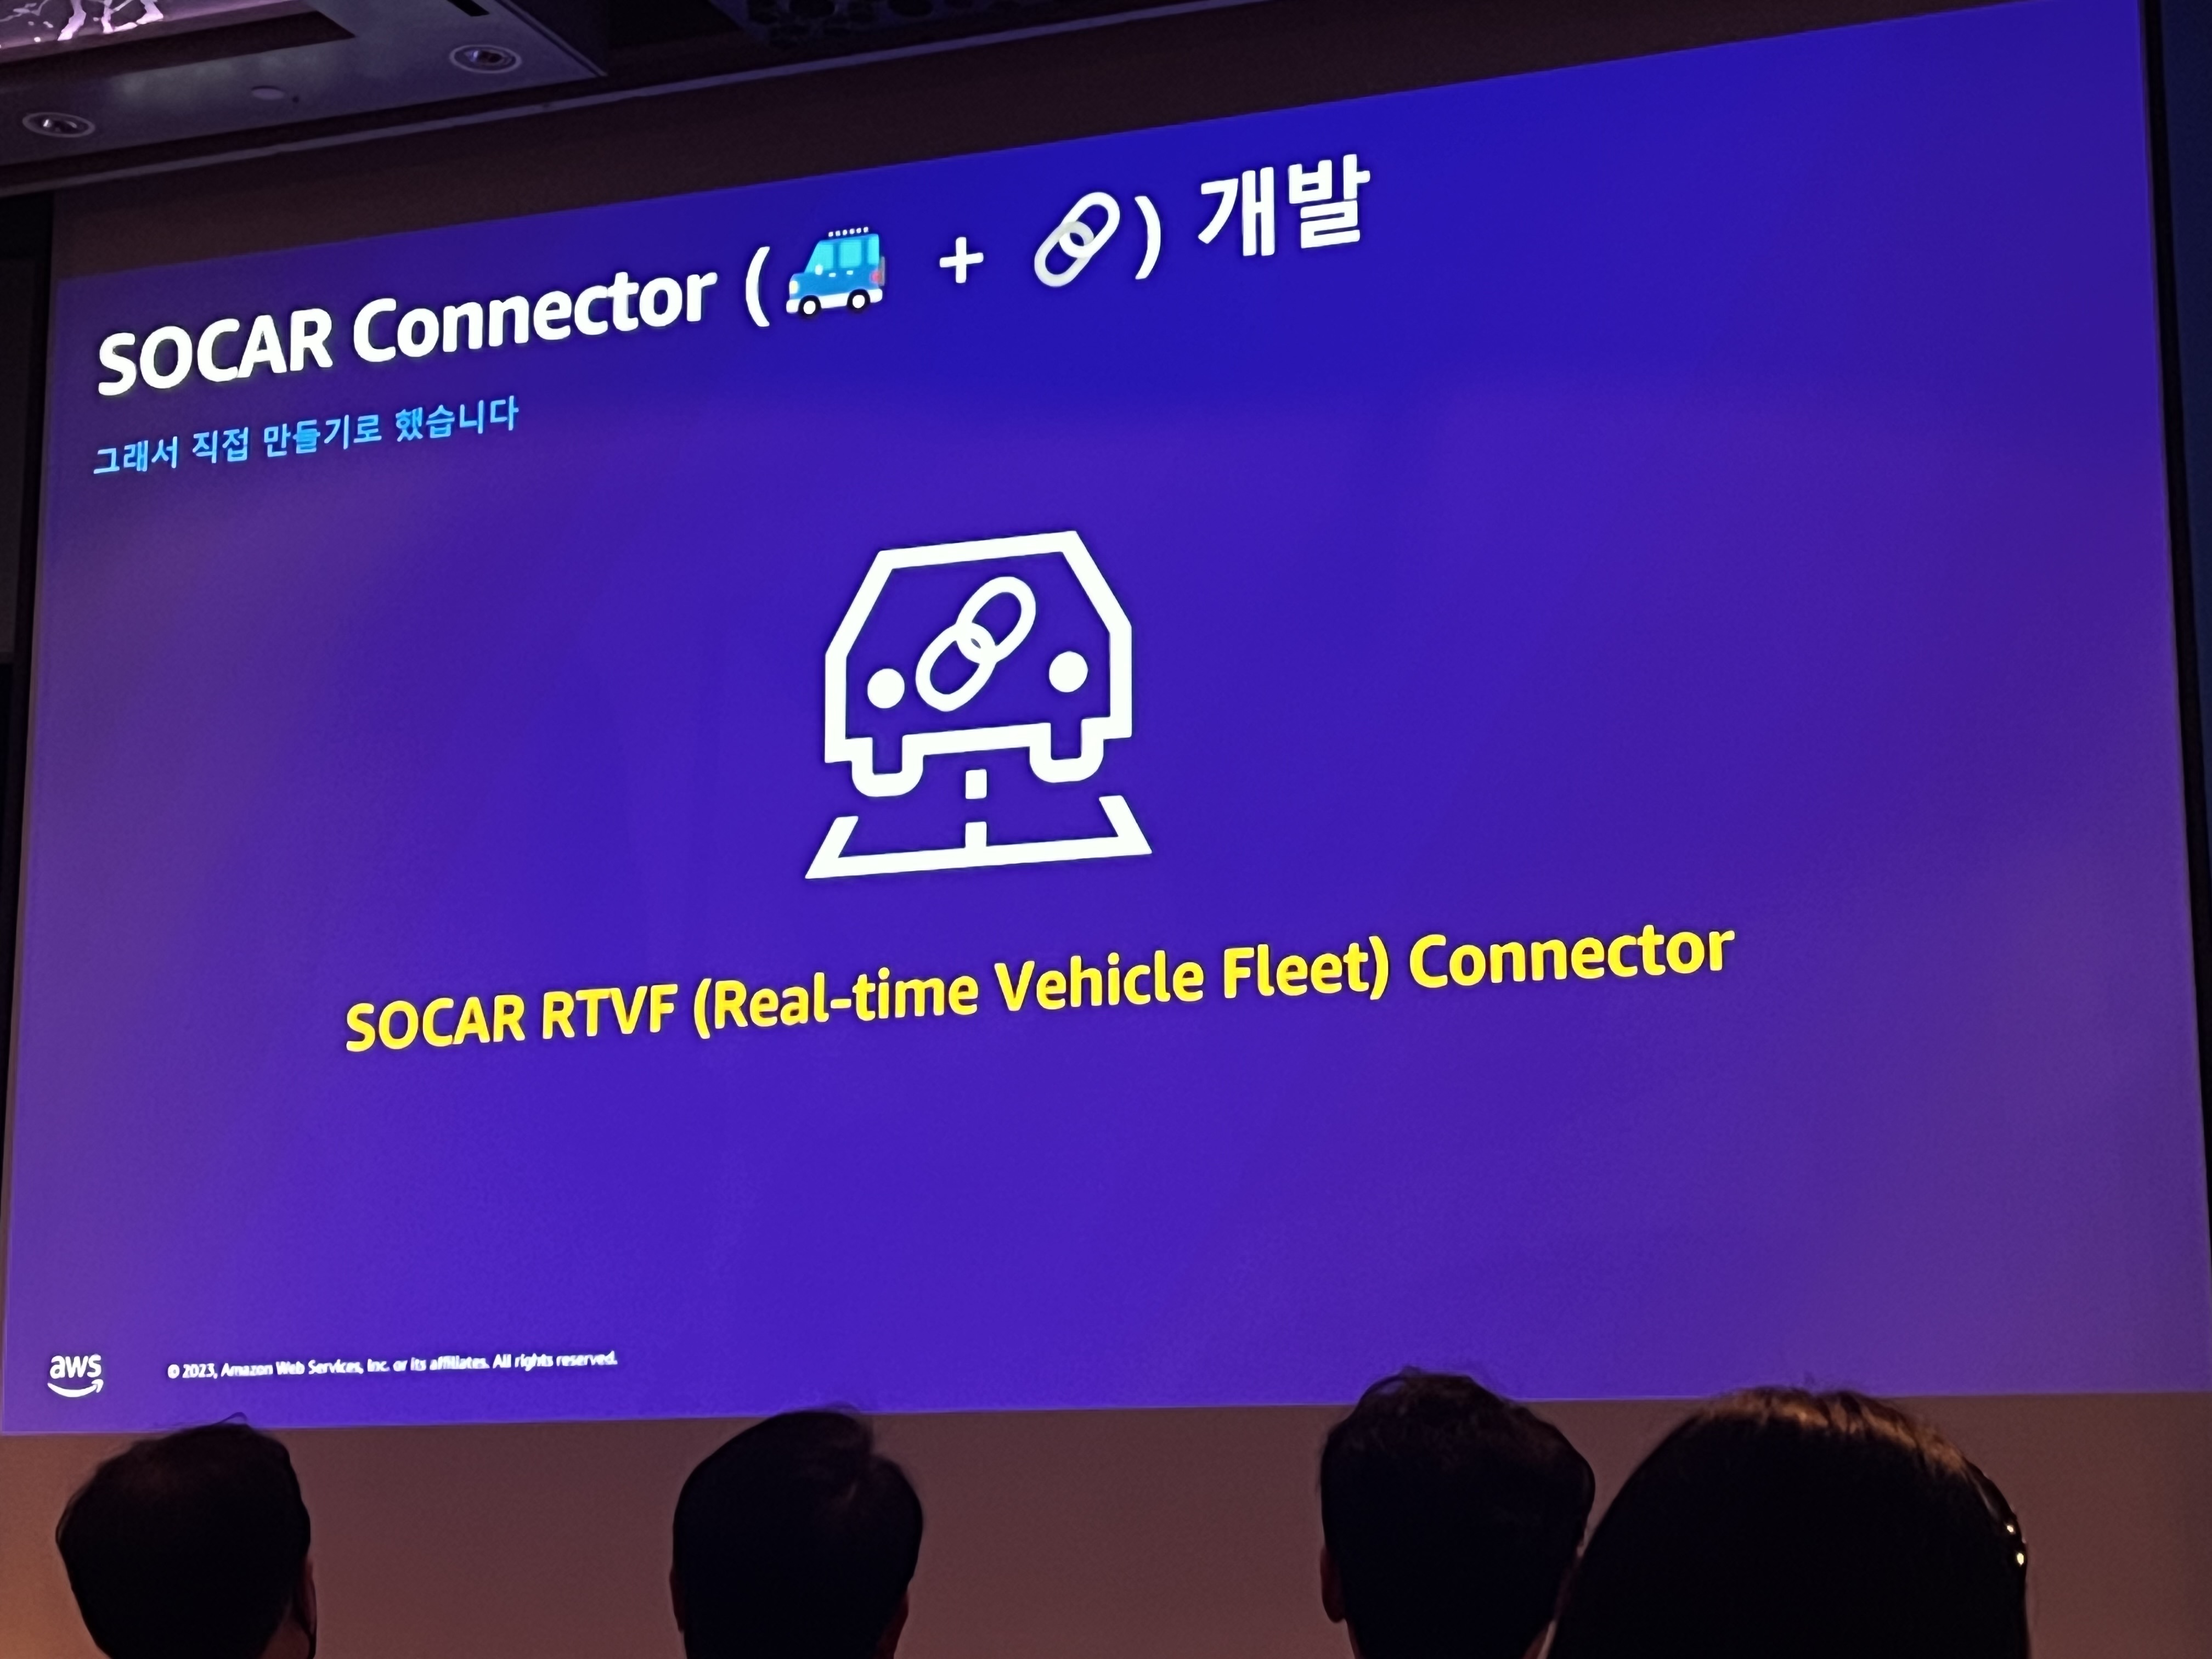 SOCAR Connector (🚙 + 🔗) 개발
그래서 직접 만들기로 했습니다
SOCAR RTVF (Real-time Vehicle Fleet) Connector
aws
© 2023, Amazon Web Services, Inc. or its affiliates. All rights reserved.